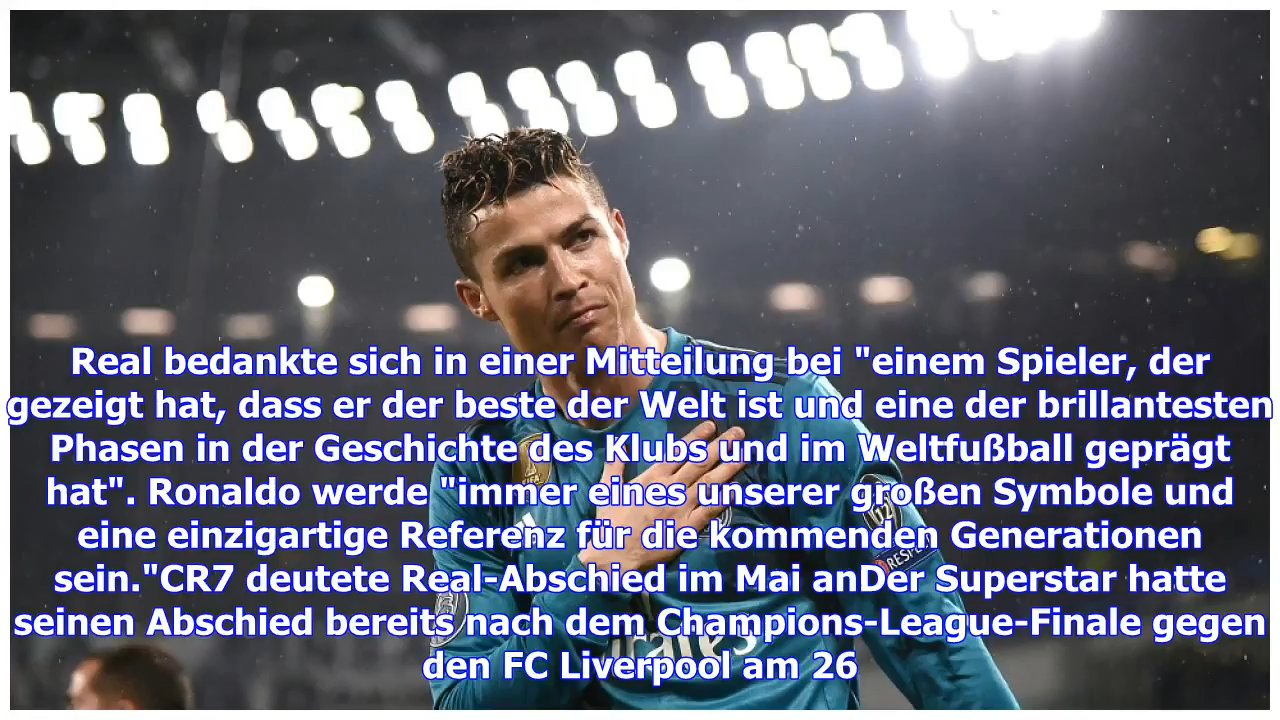 Real bedankte sich in einer Mitteilung bei "einem Spieler, der
gezeigt hat, dass er der beste der Welt ist und eine der brillantesten
Phasen in der Geschichte des Klubs und im Weltfußball geprägt
hat". Ronaldo werde "immer eines unserer großen Symbole und
eine einzigartige Referenz für die kommenden Generationen
sein."CR7 deutete Real-Abschied im Mai anDer Superstar hatte
seinen Abschied bereits nach dem Champions-League-Finale gegen
den FC Liverpool am 26
12
RESPECT
Emirates